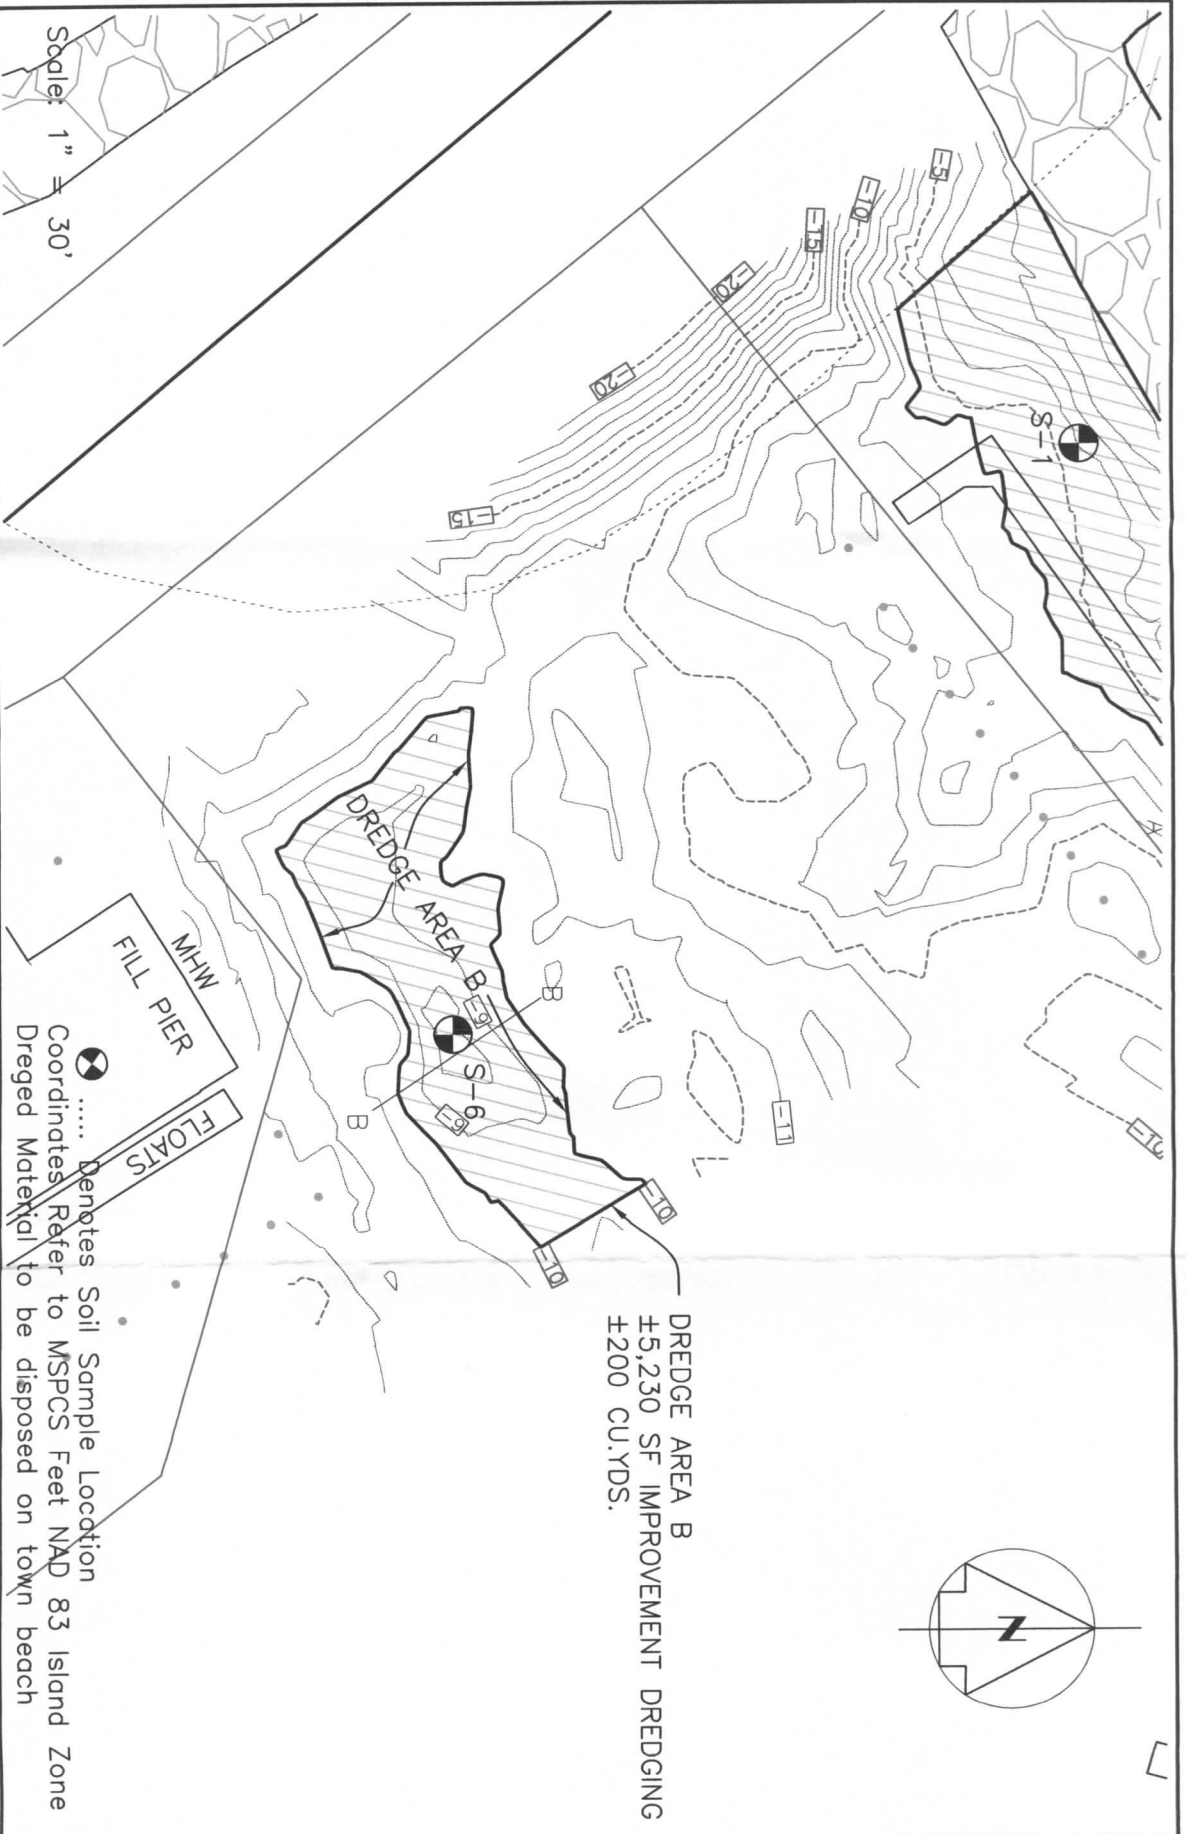 -5
-10
-15
-20
-20
-15
S-1
DREDGE AREA B
-9
S-6
-9
B
B
-11
-10
-10
DREDGE AREA B
±5,230 SF IMPROVEMENT DREDGING
±200 CU.YDS.
N
MHW
FILL PIER
FLOATS
Scale: 1" = 30'
..... Denotes Soil Sample Location
Coordinates Refer to MSPCS Feet NAD 83 Island Zone
Dreged Material to be disposed on town beach